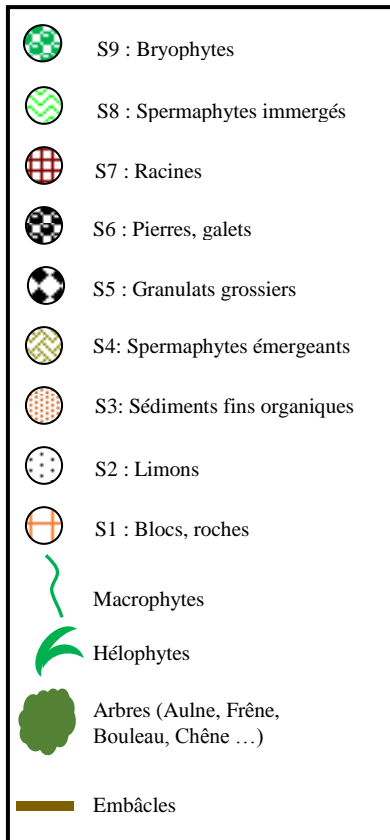 S9 : Bryophytes
S8 : Spermaphytes immergés
S7 : Racines
S6 : Pierres, galets
S5 : Granulats grossiers
S4: Spermaphytes émergeants
S3: Sédiments fins organiques
S2 : Limons
S1 : Blocs, roches
Macrophytes
Hélophytes
Arbres (Aulne, Frêne,
Bouleau, Chêne …)
Embâcles